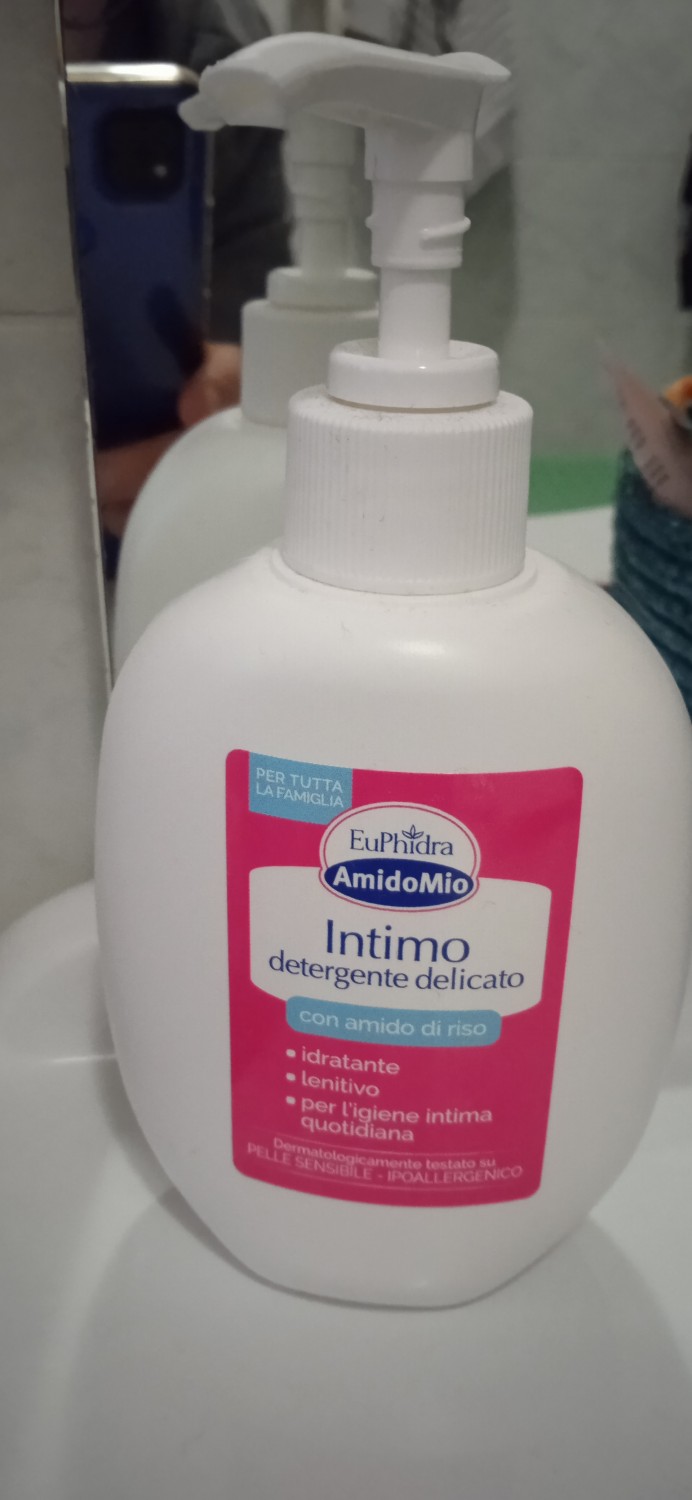 PER TUTTA
LA FAMIGLIA
EuPhidra
AmidoMio
Intimo
detergente delicato
con amido di riso
• idratante
• lenitivo
• per l'igiene intima
quotidiana
Dermatologicamente testato su
PELLE SENSIBILE - IPOALLERGENICO